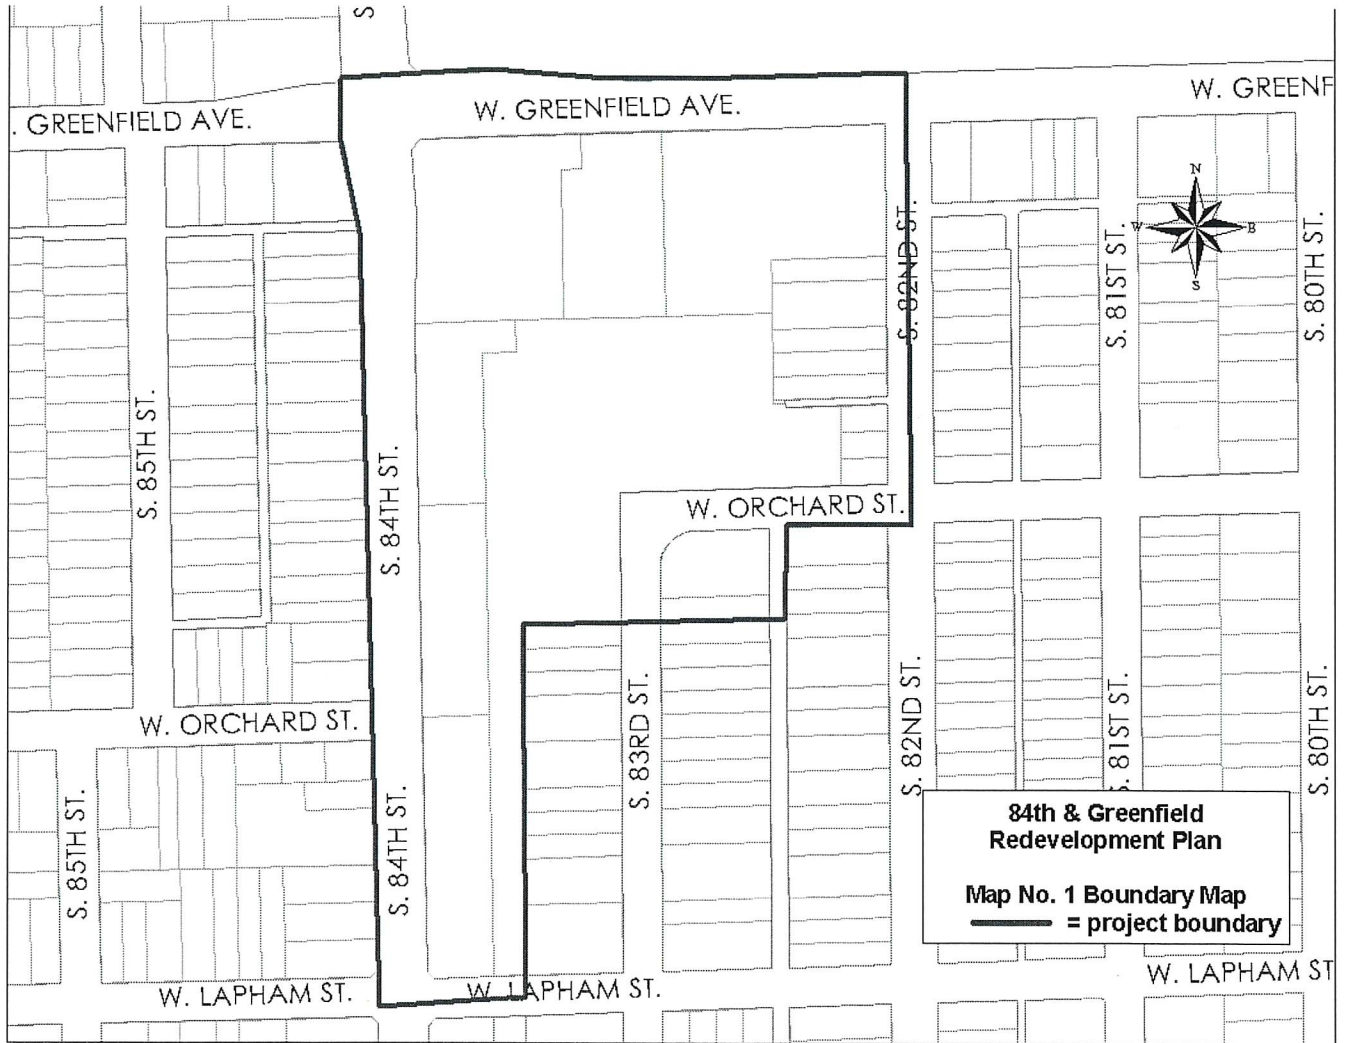 S
W. GREENF
W. GREENFIELD AVE.
. GREENFIELD AVE.
N
W
E
S
S. 82ND ST.
S. 81ST ST.
S. 80TH ST.
S. 85TH ST.
S. 84TH ST.
W. ORCHARD ST.
W. ORCHARD ST.
S. 83RD ST.
S. 82ND ST.
S. 81ST ST.
S. 80TH ST.
S. 85TH ST.
S. 84TH ST.
84th & Greenfield
Redevelopment Plan
Map No. 1 Boundary Map
= project boundary
W. LAPHAM ST.
W. LAPHAM ST.
W. LAPHAM ST